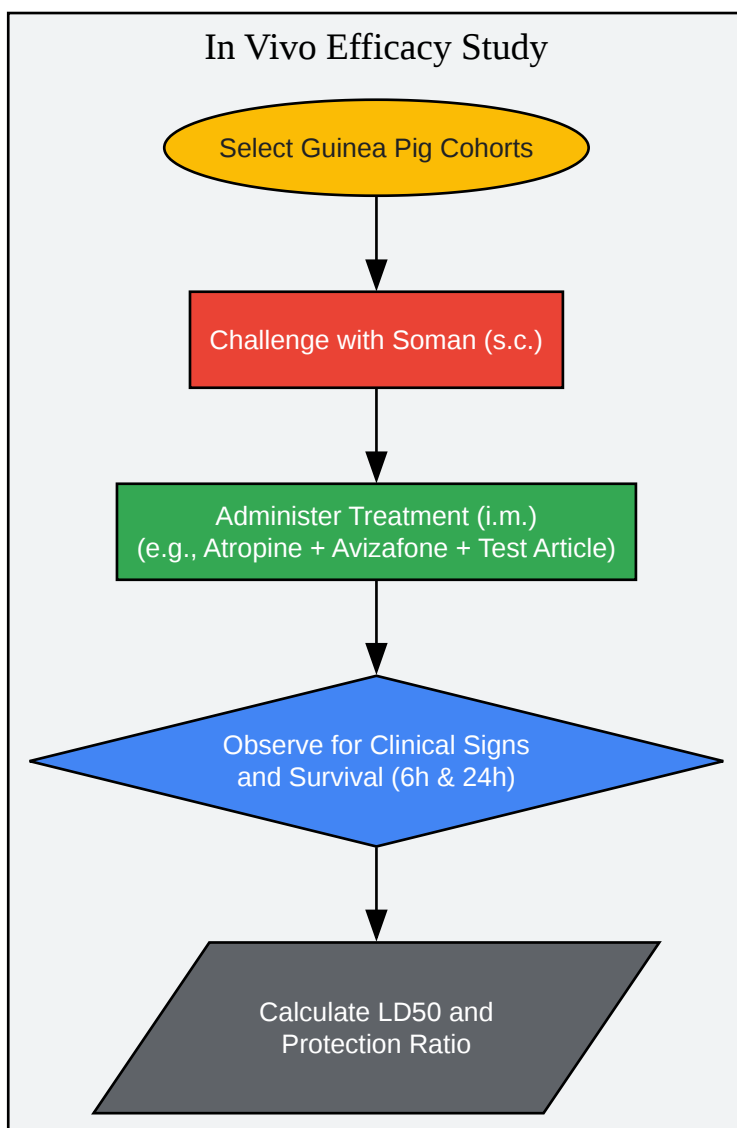 In Vivo Efficacy Study
Select Guinea Pig Cohorts
Challenge with Soman (s.c.)
Administer Treatment (i.m.)
(e.g., Atropine + Avizafone + Test Article)
Observe for Clinical Signs
and Survival (6h & 24h)
Calculate LD50 and
Protection Ratio